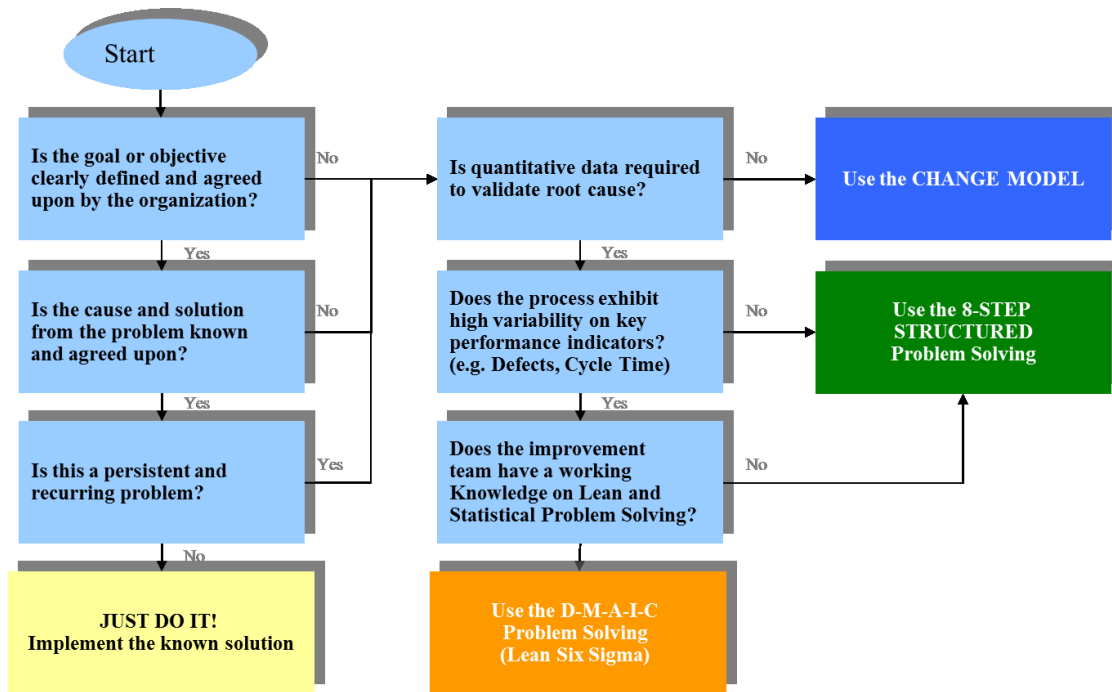 Start
Is the goal or objective
clearly defined and agreed
upon by the organization?
No
Yes
Is the cause and solution
from the problem known
and agreed upon?
No
Yes
Is this a persistent and
recurring problem?
Yes
No
JUST DO IT!
Implement the known solution
Is quantitative data required
to validate root cause?
No
Yes
Does the process exhibit
high variability on key
performance indicators?
(e.g. Defects, Cycle Time)
No
Yes
Does the improvement
team have a working
Knowledge on Lean and
Statistical Problem Solving?
No
Use the D-M-A-I-C
Problem Solving
(Lean Six Sigma)
Use the CHANGE MODEL
Use the 8-STEP
STRUCTURED
Problem Solving